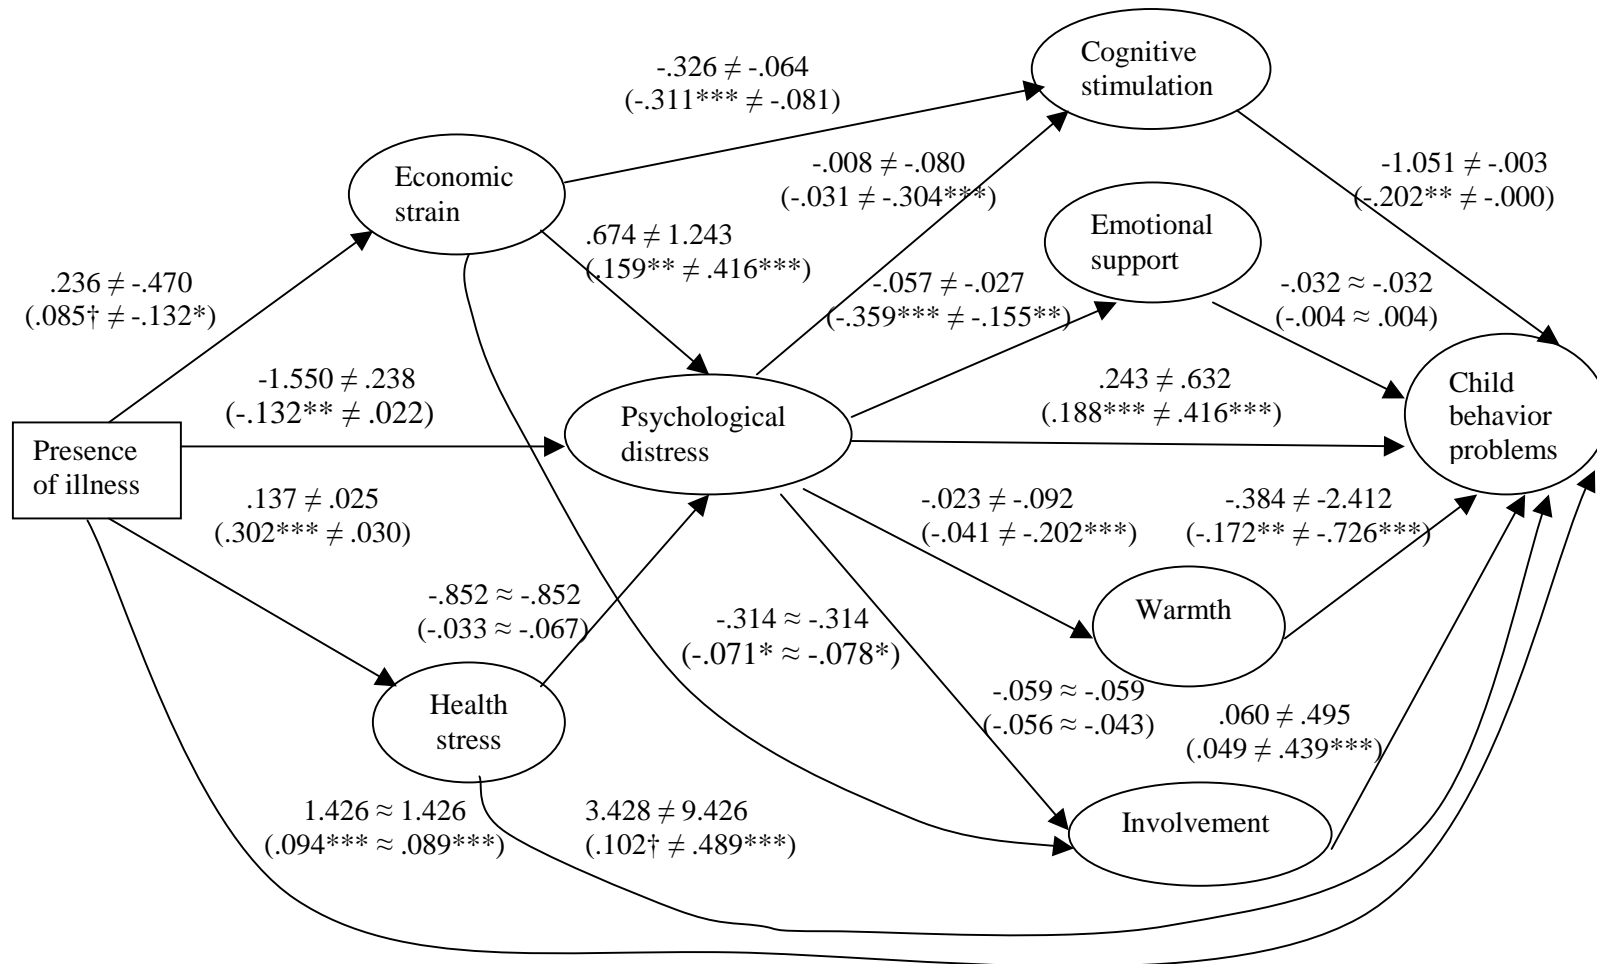 Cognitive
stimulation
-.326 ≠ -.064
(-.311*** ≠ -.081)
Economic
strain
-.008 ≠ -.080
(-.031 ≠ -.304***)
-1.051 ≠ -.003
(-.202** ≠ -.000)
Emotional
support
.674 ≠ 1.243
(.159** ≠ .416***)
.236 ≠ -.470
(.085† ≠ -.132*)
-.057 ≠ -.027
(-.359*** ≠ -.155**)
-.032 ≈ -.032
(-.004 ≈ .004)
-1.550 ≠ .238
(-.132** ≠ .022)
.243 ≠ .632
(.188*** ≠ .416***)
Child
behavior
problems
Psychological
distress
Presence
of illness
.137 ≠ .025
(.302*** ≠ .030)
-.023 ≠ -.092
(-.041 ≠ -.202***)
-.384 ≠ -2.412
(-.172** ≠ -.726***)
-.852 ≈ -.852
(-.033 ≈ -.067)
-.314 ≈ -.314
(-.071* ≈ -.078*)
Warmth
Health
stress
-.059 ≈ -.059
(-.056 ≈ -.043)
.060 ≠ .495
(.049 ≠ .439***)
1.426 ≈ 1.426
(.094*** ≈ .089***)
3.428 ≠ 9.426
(.102† ≠ .489***)
Involvement